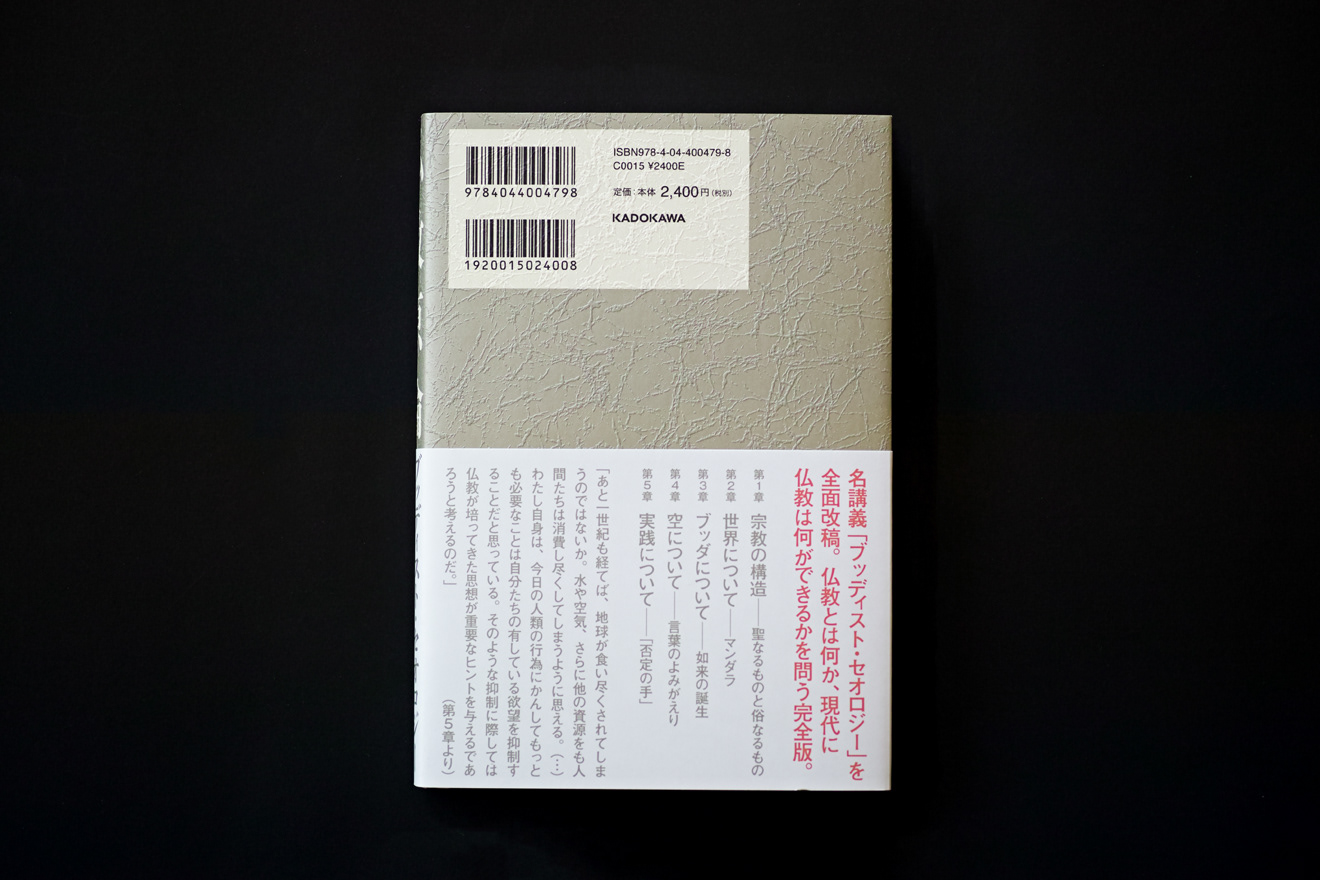 ISBN978-4-04-400479-8
C0015 ¥2400E
定価:本体2,400円(税別)
KADOKAWA
9784044004798
1920015024008
名講義「ブッディスト・セオロジー」を
全面改稿。仏教とは何か、現代に
仏教は何ができるかを問う完全版。
第1章 宗教の構造――聖なるものと俗なるもの
第2章 世界について――マンダラ
第3章 ブッダについて――如来の誕生
第4章 空について――言葉のよみがえり
第5章 実践について――「否定の手」
「あと一世紀も経てば、地球が食い尽くされてしま
うのではないか。水や空気、さらに他の資源をも人
間たちは消費し尽くしてしまうように思える。(…)
わたし自身は、今日の人類の行為にかんしてもっと
も必要なことは自分たちの有している欲望を抑制す
ることだと思っている。そのような抑制に際しては
仏教が培ってきた思想が重要なヒントを与えるであ
ろうと考えるのだ。」
(第5章より)